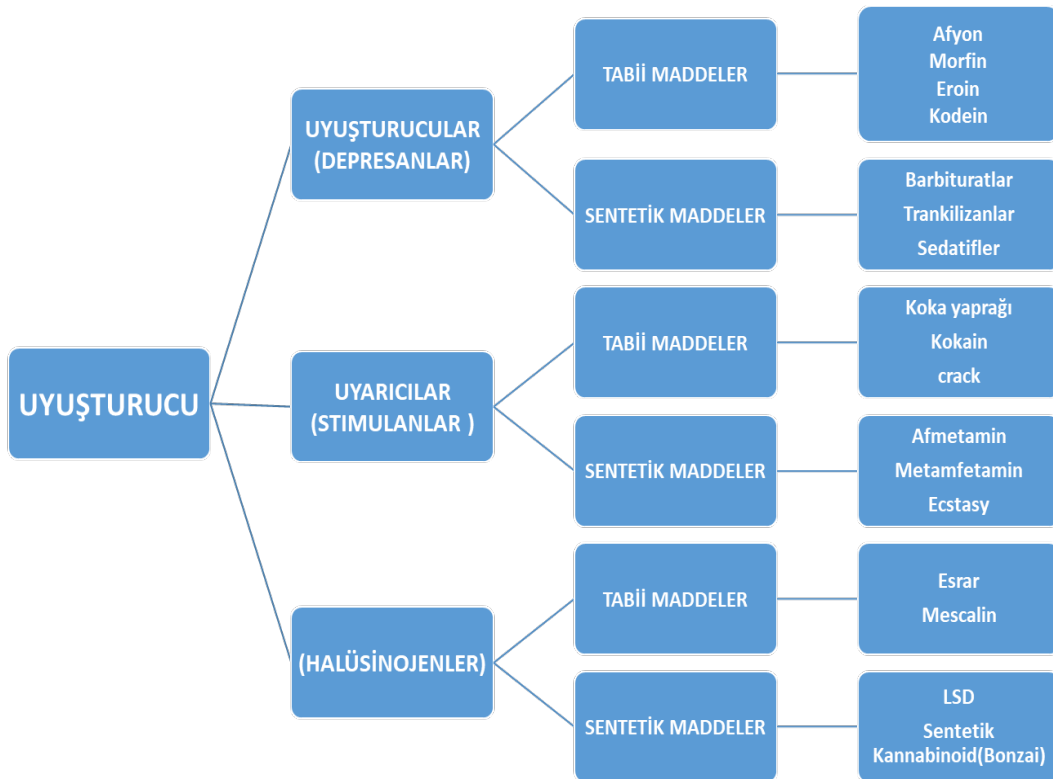 UYUŞTURUCU
UYUŞTURUCULAR
(DEPRESANLAR)
TABİİ MADDELER
Afyon
Morfin
Eroin
Kodein
SENTETİK MADDELER
Barbituratlar
Trankilizanlar
Sedatifler
UYARICILAR
(STIMULANLAR )
TABİİ MADDELER
Koka yaprağı
Kokain
crack
SENTETİK MADDELER
Afmetamin
Metamfetamin
Ecstasy
(HALÜSİNOJENLER)
TABİİ MADDELER
Esrar
Mescalin
SENTETİK MADDELER
LSD
Sentetik
Kannabinoid(Bonzai)